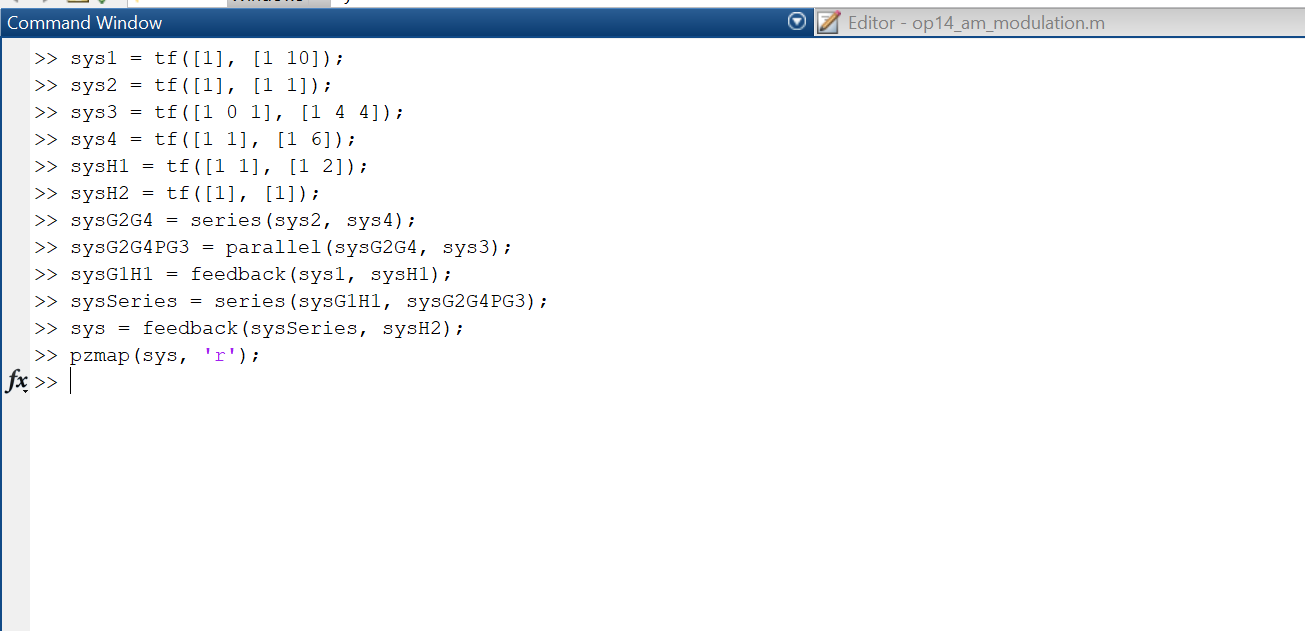 Command Window
Editor - op14_am_modulation.m
>> sys1 = tf([1], [1 10]);
>> sys2 = tf([1], [1 1]);
>> sys3 = tf([1 0 1], [1 4 4]);
>> sys4 = tf([1 1], [1 6]);
>> sysH1 = tf([1 1], [1 2]);
>> sysH2 = tf([1], [1]);
>> sysG2G4 = series(sys2, sys4);
>> sysG2G4PG3 = parallel(sysG2G4, sys3);
>> sysG1H1 = feedback(sys1, sysH1);
>> sysSeries = series(sysG1H1, sysG2G4PG3);
>> sys = feedback(sysSeries, sysH2);
>> pzmap(sys, 'r');
fx >>